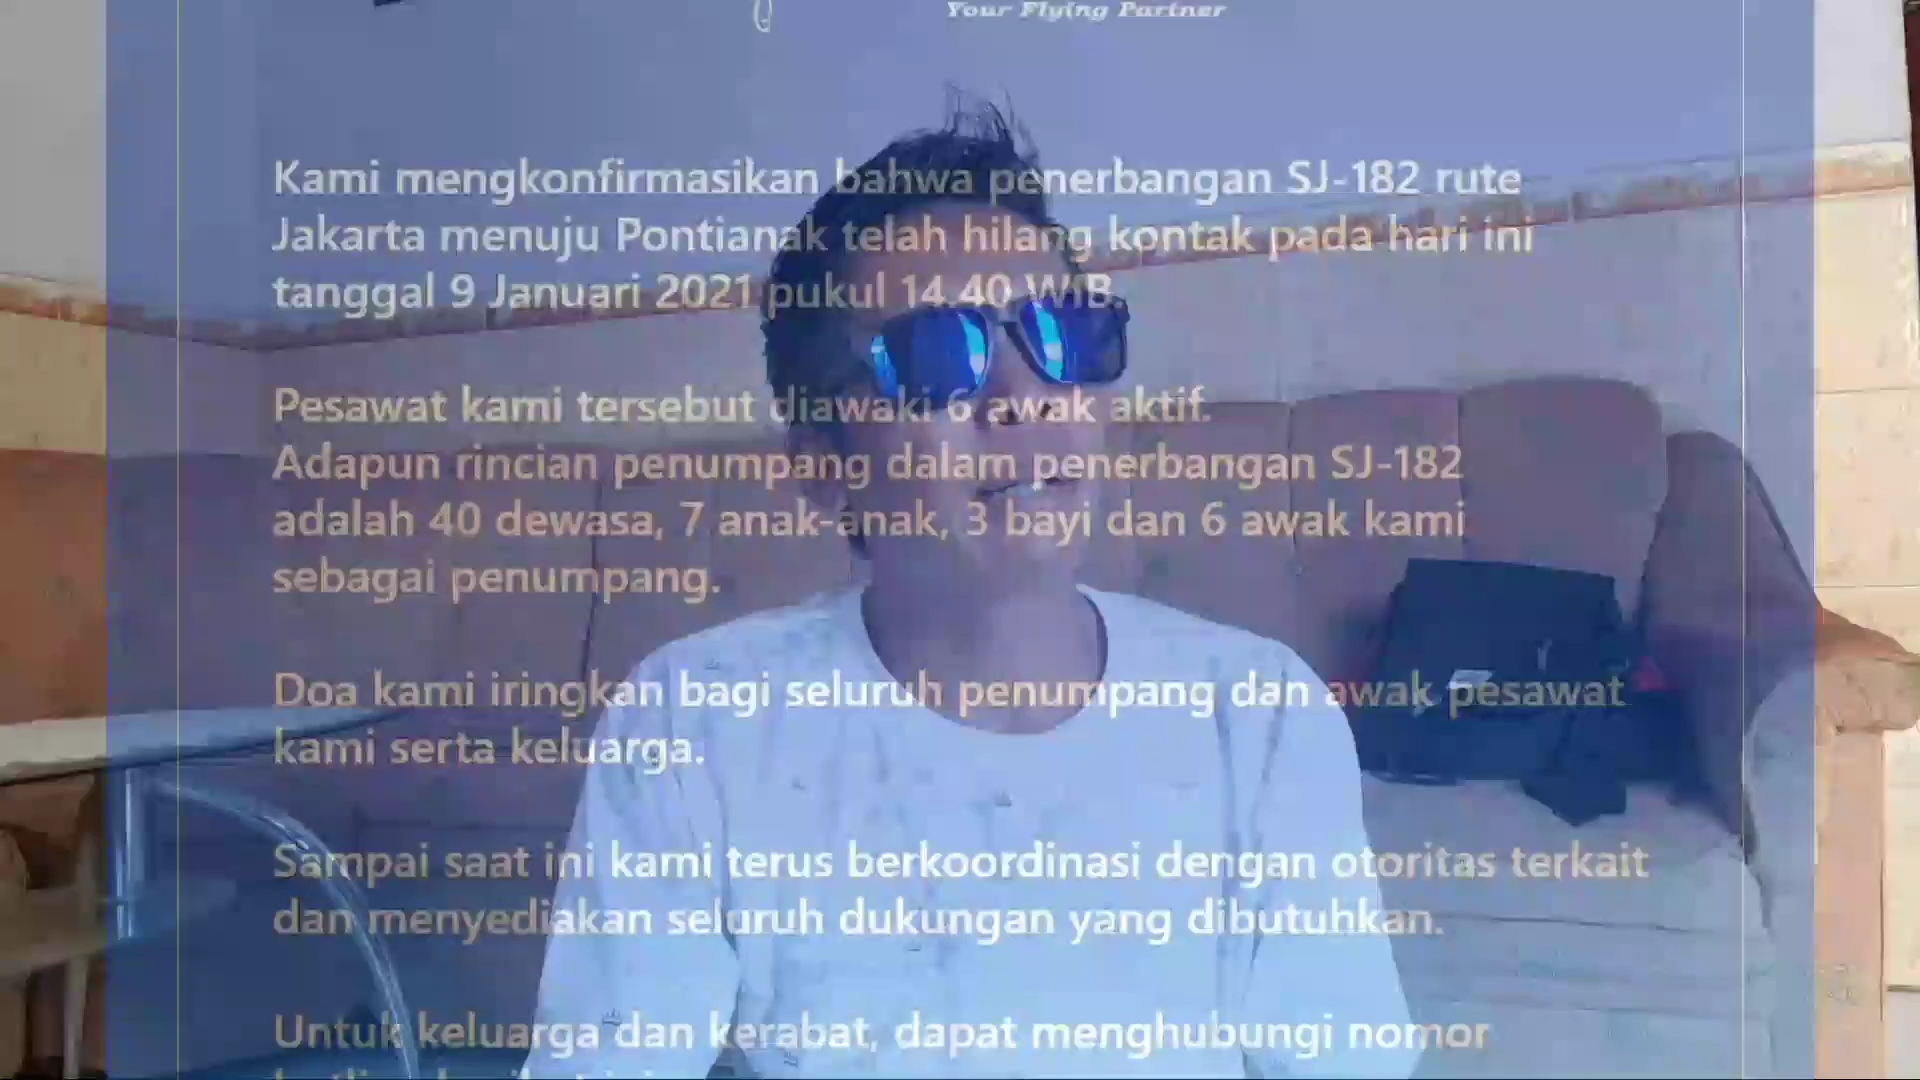 Your Flying Partner
Kami mengkonfirmasikan bahwa penerbangan SJ-182 rute
Jakarta menuju Pontianak telah hilang kontak pada hari ini
tanggal 9 Januari 2021 pukul 14.40 WIB.
Pesawat kami tersebut diawaki 6 awak aktif.
Adapun rincian penumpang dalam penerbangan SJ-182
adalah 40 dewasa, 7 anak-anak, 3 bayi dan 6 awak kami
sebagai penumpang.
Doa kami iringkan bagi seluruh penumpang dan awak pesawat
kami serta keluarga.
Sampai saat ini kami terus berkoordinasi dengan otoritas terkait
dan menyediakan seluruh dukungan yang dibutuhkan.
Untuk keluarga dan kerabat, dapat menghubungi nomor